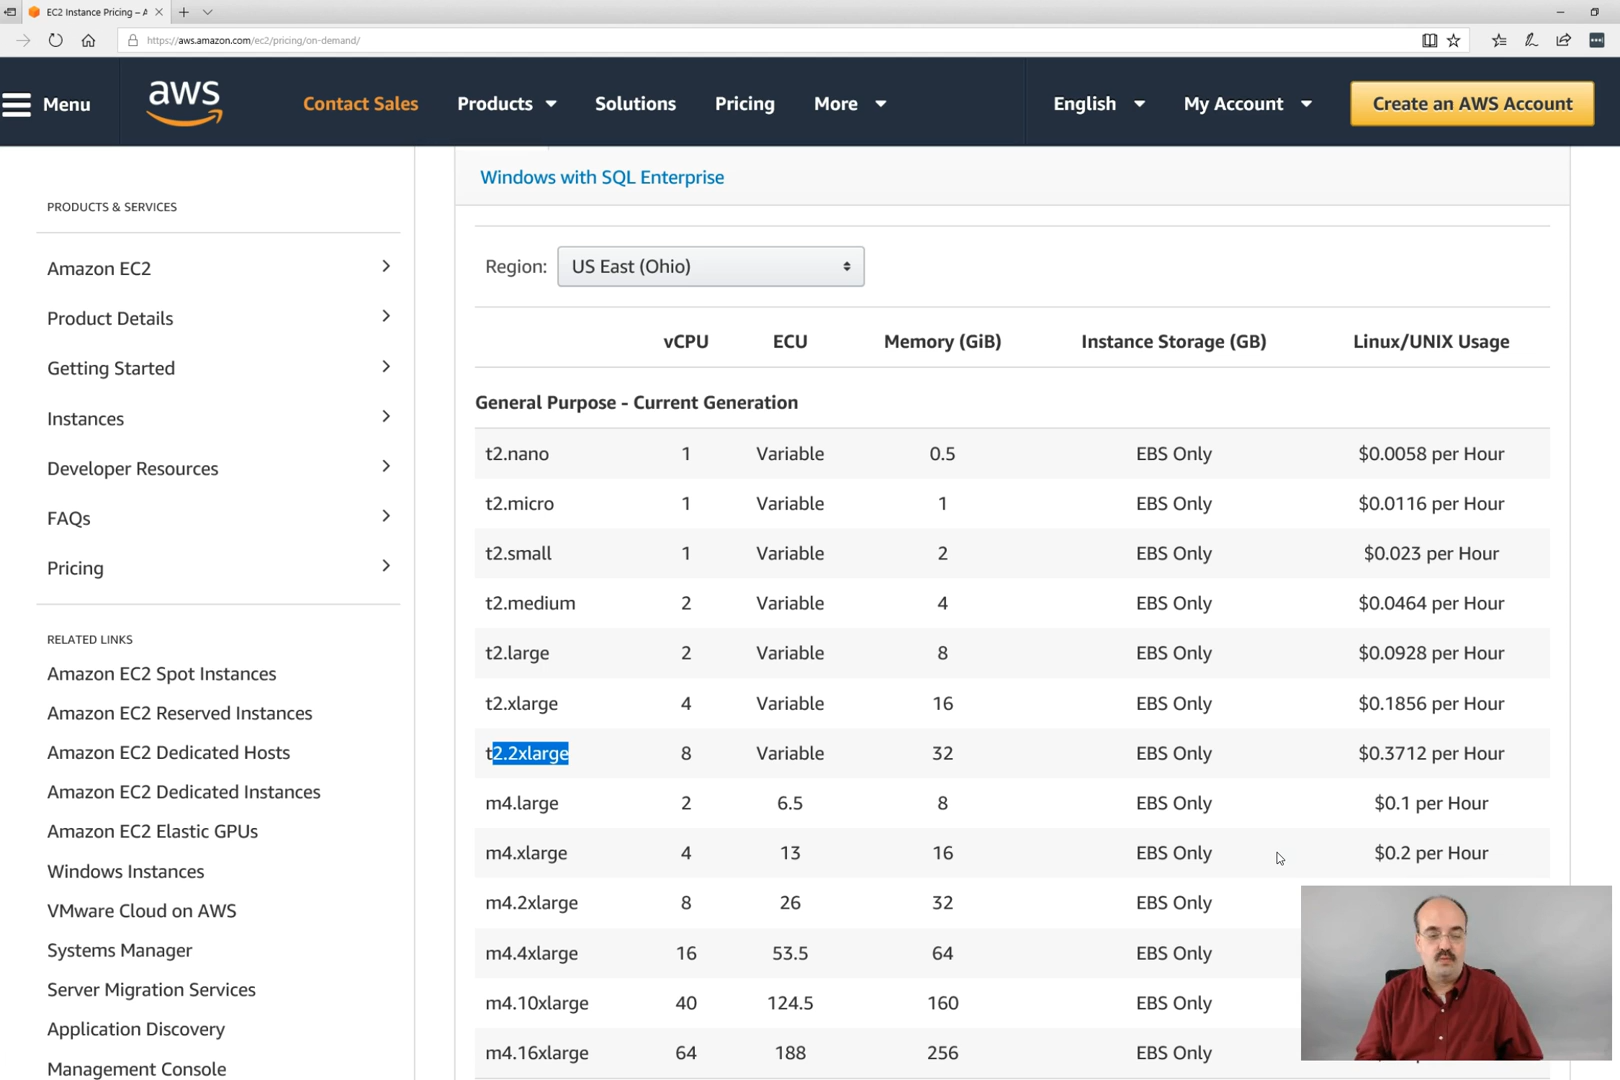 EC2 Instance Pricing – A
https://aws.amazon.com/ec2/pricing/on-demand/
Menu
aws
Contact Sales
Products
Solutions
Pricing
More
English
My Account
Create an AWS Account
PRODUCTS & SERVICES
Amazon EC2
Product Details
Getting Started
Instances
Developer Resources
FAQs
Pricing
RELATED LINKS
Amazon EC2 Spot Instances
Amazon EC2 Reserved Instances
Amazon EC2 Dedicated Hosts
Amazon EC2 Dedicated Instances
Amazon EC2 Elastic GPUs
Windows Instances
VMware Cloud on AWS
Systems Manager
Server Migration Services
Application Discovery
Management Console
Windows with SQL Enterprise
Region: US East (Ohio)
vCPU ECU Memory (GiB) Instance Storage (GB) Linux/UNIX Usage
General Purpose - Current Generation
t2.nano 1 Variable 0.5 EBS Only $0.0058 per Hour
t2.micro 1 Variable 1 EBS Only $0.0116 per Hour
t2.small 1 Variable 2 EBS Only $0.023 per Hour
t2.medium 2 Variable 4 EBS Only $0.0464 per Hour
t2.large 2 Variable 8 EBS Only $0.0928 per Hour
t2.xlarge 4 Variable 16 EBS Only $0.1856 per Hour
t2.2xlarge 8 Variable 32 EBS Only $0.3712 per Hour
m4.large 2 6.5 8 EBS Only $0.1 per Hour
m4.xlarge 4 13 16 EBS Only $0.2 per Hour
m4.2xlarge 8 26 32 EBS Only
m4.4xlarge 16 53.5 64 EBS Only
m4.10xlarge 40 124.5 160 EBS Only
m4.16xlarge 64 188 256 EBS Only